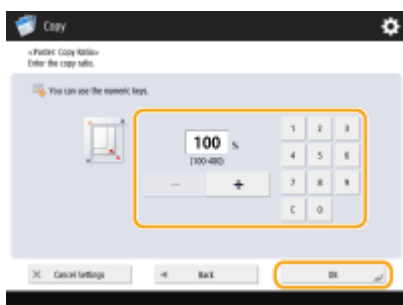 Copy
<Poster: Copy Ratio>
Enter the copy ratio.
You can use the numeric keys.
100 %
(100-400)
1 2 3
4 5 6
− +
7 8 9
C 0
Cancel Settings
Back
OK